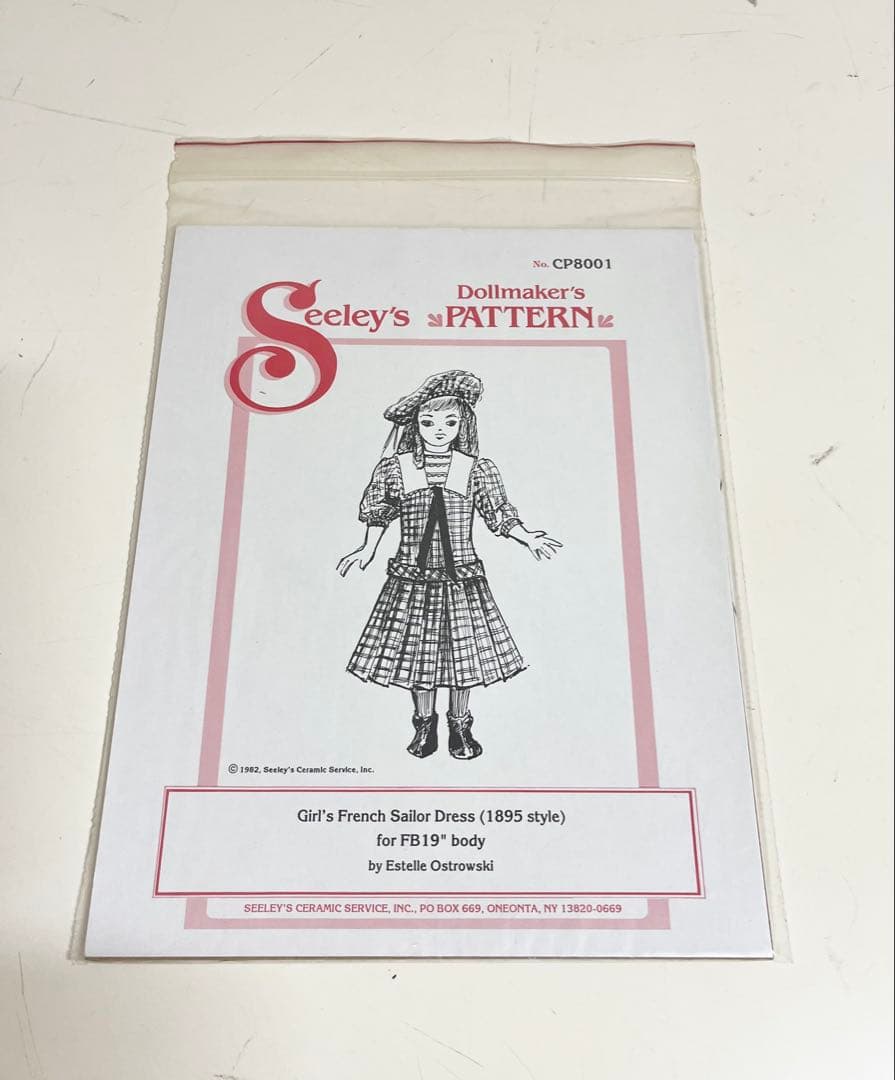 No. CP8001
Dollmaker's
Seeley's PATTERN
© 1982, Seeley's Ceramic Service, Inc.
Girl's French Sailor Dress (1895 style)
for FB19" body
by Estelle Ostrowski
SEELEY'S CERAMIC SERVICE, INC., PO BOX 669, ONEONTA, NY 13820-0669